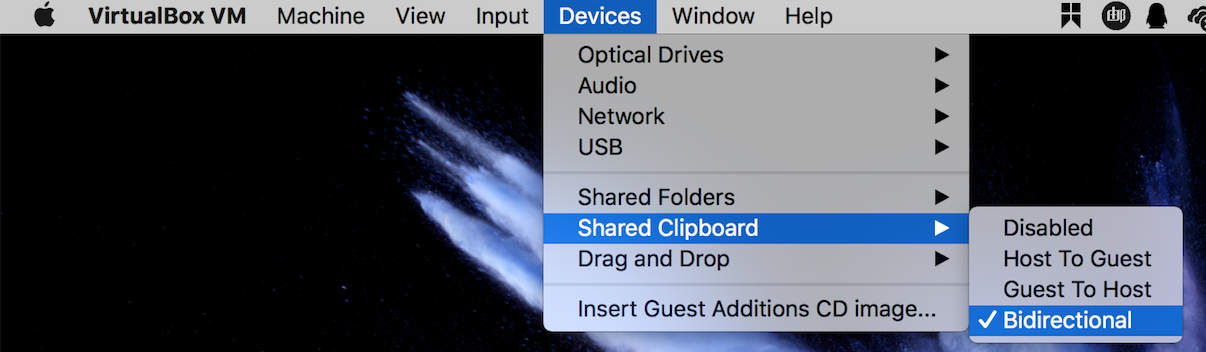 VirtualBox VM Machine View Input Devices Window Help
Optical Drives
Audio
Network
USB
Shared Folders
Shared Clipboard
Drag and Drop
Insert Guest Additions CD image...
Disabled
Host To Guest
Guest To Host
Bidirectional